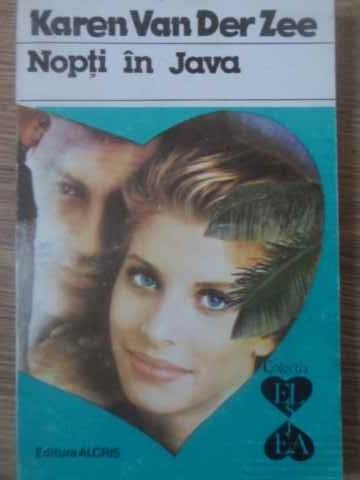 Karen Van Der Zee
Nopți în Java
Colecția
EL
ȘI
EA
Editura ALCRIS